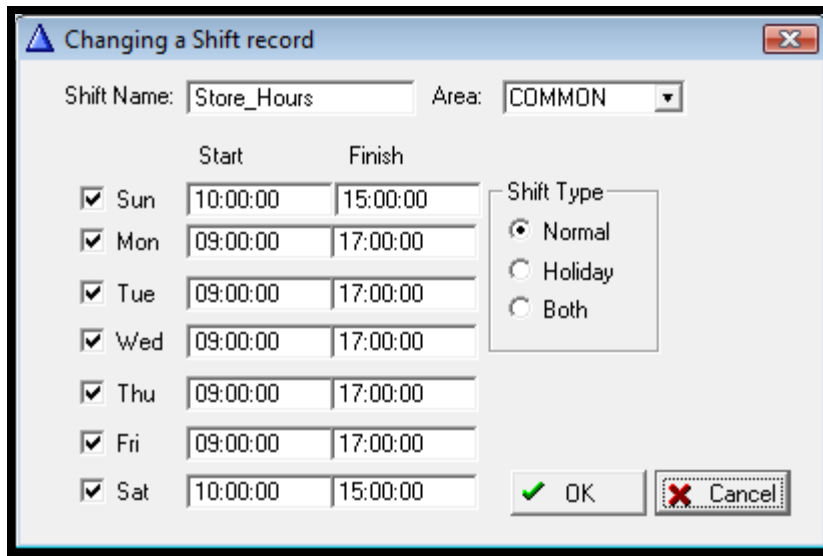 Changing a Shift record
Shift Name: Store_Hours Area: COMMON
Start Finish
Sun 10:00:00 15:00:00
Shift Type
Mon 09:00:00 17:00:00 Normal
Holiday
Tue 09:00:00 17:00:00
Both
Wed 09:00:00 17:00:00
Thu 09:00:00 17:00:00
Fri 09:00:00 17:00:00
Sat 10:00:00 15:00:00 OK Cancel